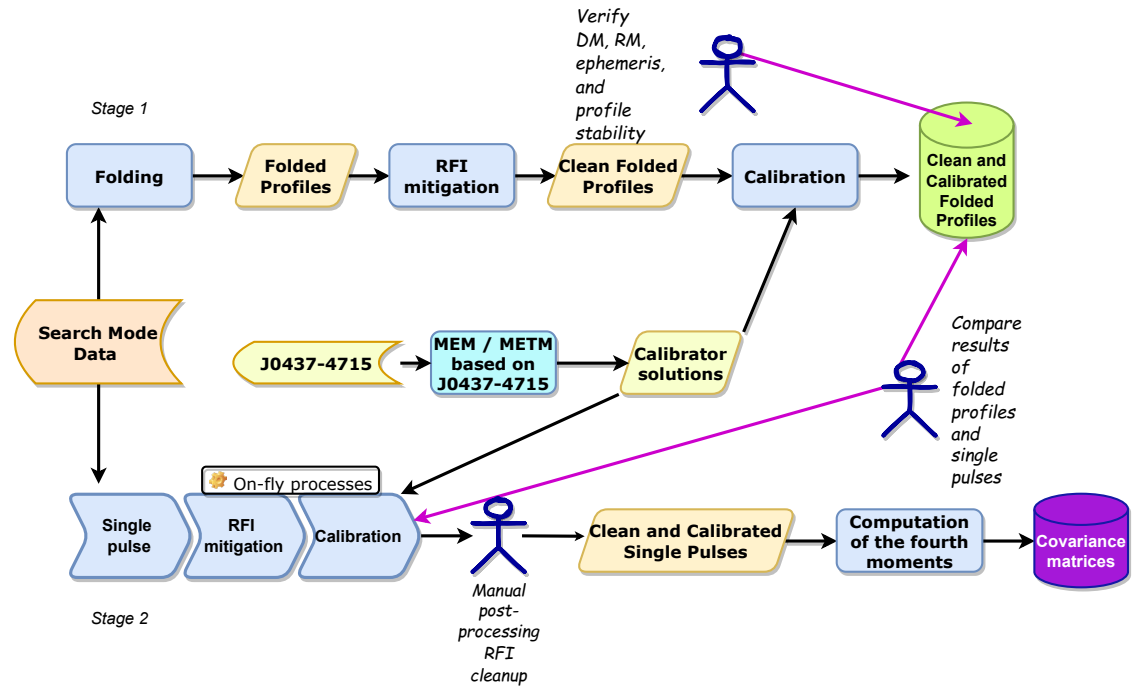 Verify
DM, RM,
ephemeris,
and
profile
stability
Stage 1
Folding
Folded
Profiles
RFI
mitigation
Clean Folded
Profiles
Calibration
Clean and
Calibrated
Folded
Profiles
Search Mode
Data
J0437-4715
MEM / METM
based on
J0437-4715
Calibrator
solutions
Compare
results
of
folded
profiles
and
single
pulses
On-fly processes
Single
pulse
RFI
mitigation
Calibration
Manual
post-
processing
RFI
cleanup
Clean and Calibrated
Single Pulses
Computation
of the fourth
moments
Covariance
matrices
Stage 2